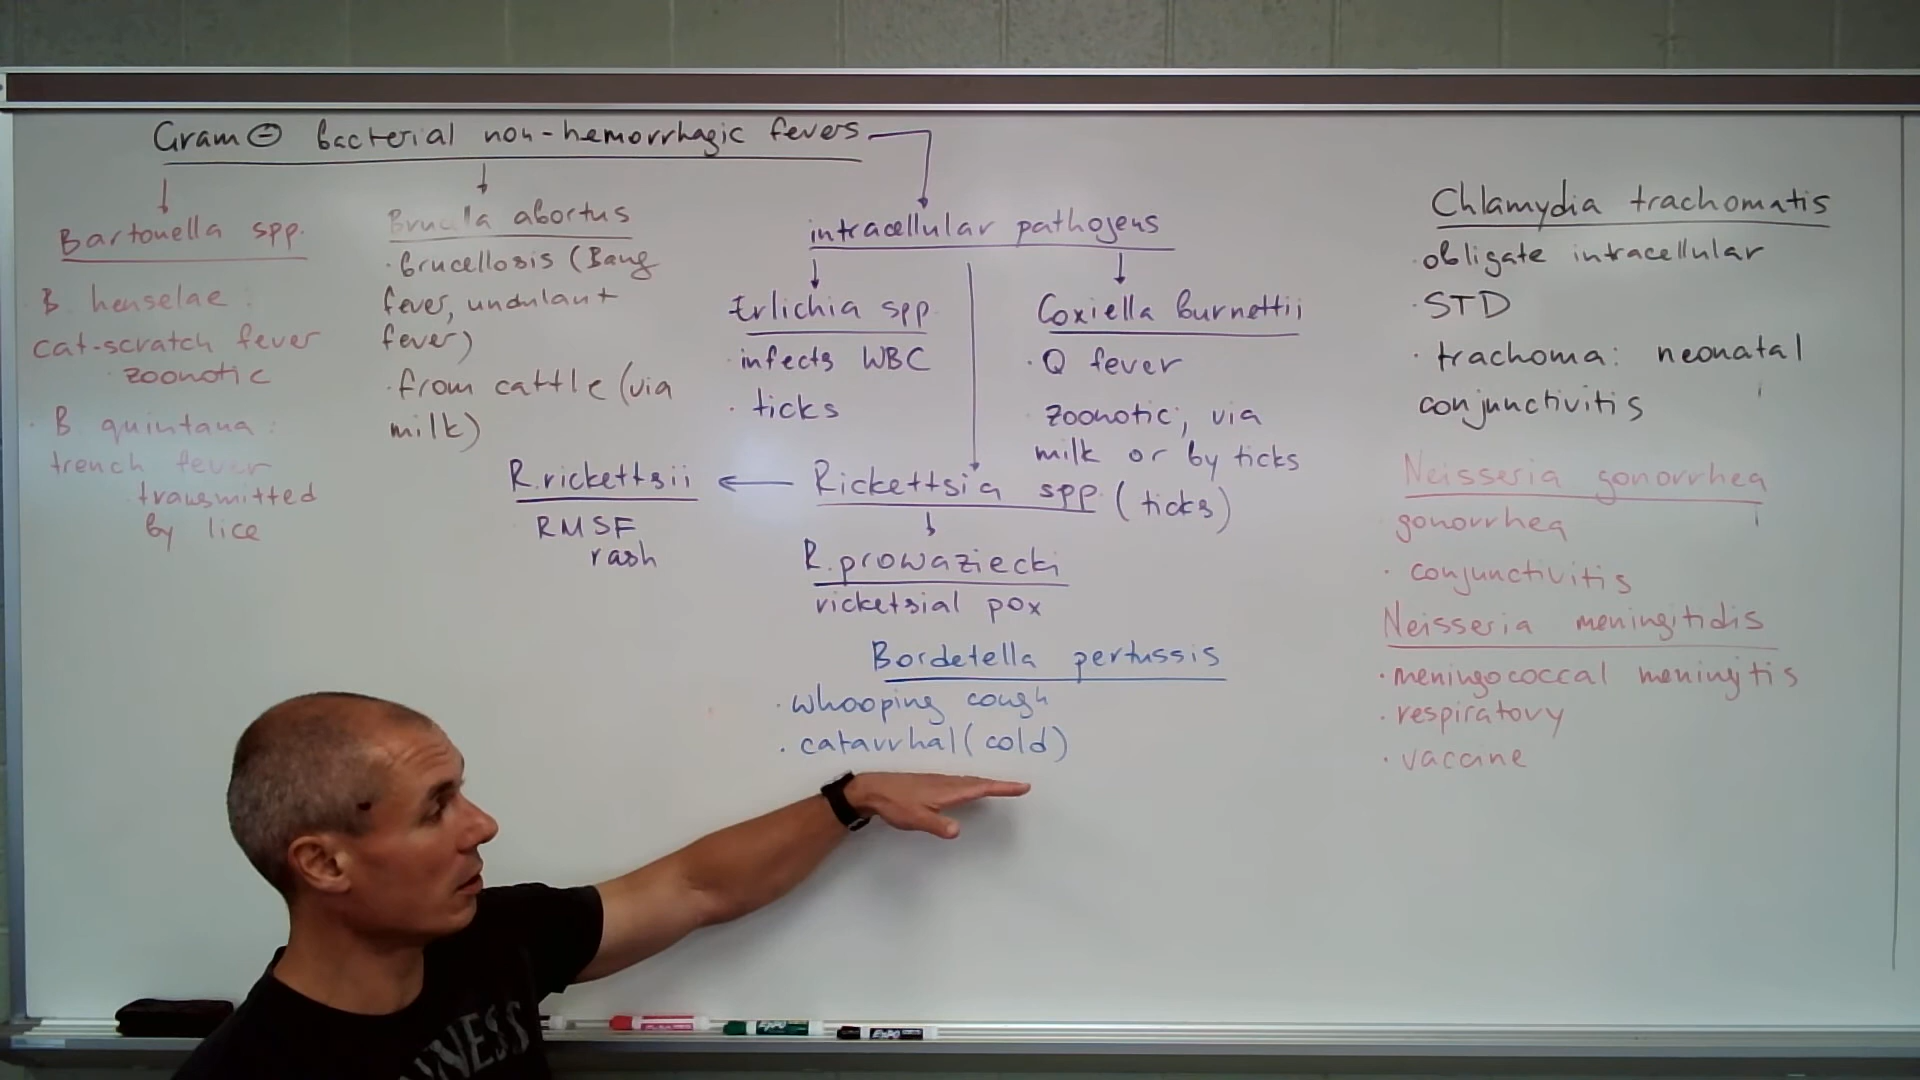 Gram ⊖ bacterial non-hemorrhagic fevers
Bartonella spp.
B henselae:
cat-scratch fever
zoonotic
· B quintana:
trench fever
transmitted
by lice
Brucella abortus
· brucellosis (Bang
fever, undulant
fever)
· from cattle (via
milk)
intracellular pathogens
Erlichia spp.
· infects WBC
· ticks
Coxiella burnettii
· Q fever
zoonotic, via
milk or by ticks
Rickettsia spp. (ticks)
R. rickettsii
RMSF
rash
R. prowaziecki
ricketsial pox
Bordetella pertussis
· whooping cough
· catarrhal (cold)
Chlamydia trachomatis
· obligate intracellular
· STD
· trachoma: neonatal
conjunctivitis
Neisseria gonorrhea
gonorrhea
· conjunctivitis
Neisseria meningitidis
· meningococcal meningitis
· respiratory
· vaccine
EXPO
EXPO